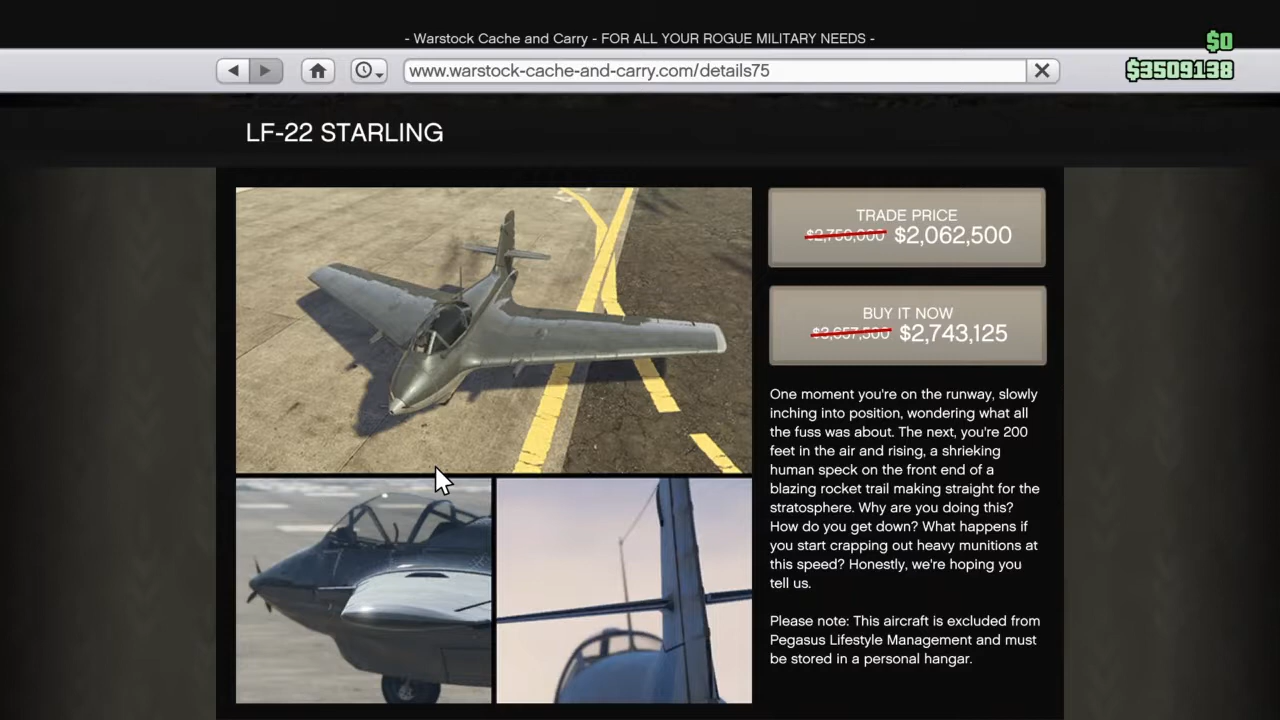 - Warstock Cache and Carry - FOR ALL YOUR ROGUE MILITARY NEEDS -
$0
www.warstock-cache-and-carry.com/details75
$3509138
LF-22 STARLING
TRADE PRICE
$2,750,000 $2,062,500
BUY IT NOW
$3,657,500 $2,743,125
One moment you're on the runway, slowly
inching into position, wondering what all
the fuss was about. The next, you're 200
feet in the air and rising, a shrieking
human speck on the front end of a
blazing rocket trail making straight for the
stratosphere. Why are you doing this?
How do you get down? What happens if
you start crapping out heavy munitions at
this speed? Honestly, we're hoping you
tell us.
Please note: This aircraft is excluded from
Pegasus Lifestyle Management and must
be stored in a personal hangar.